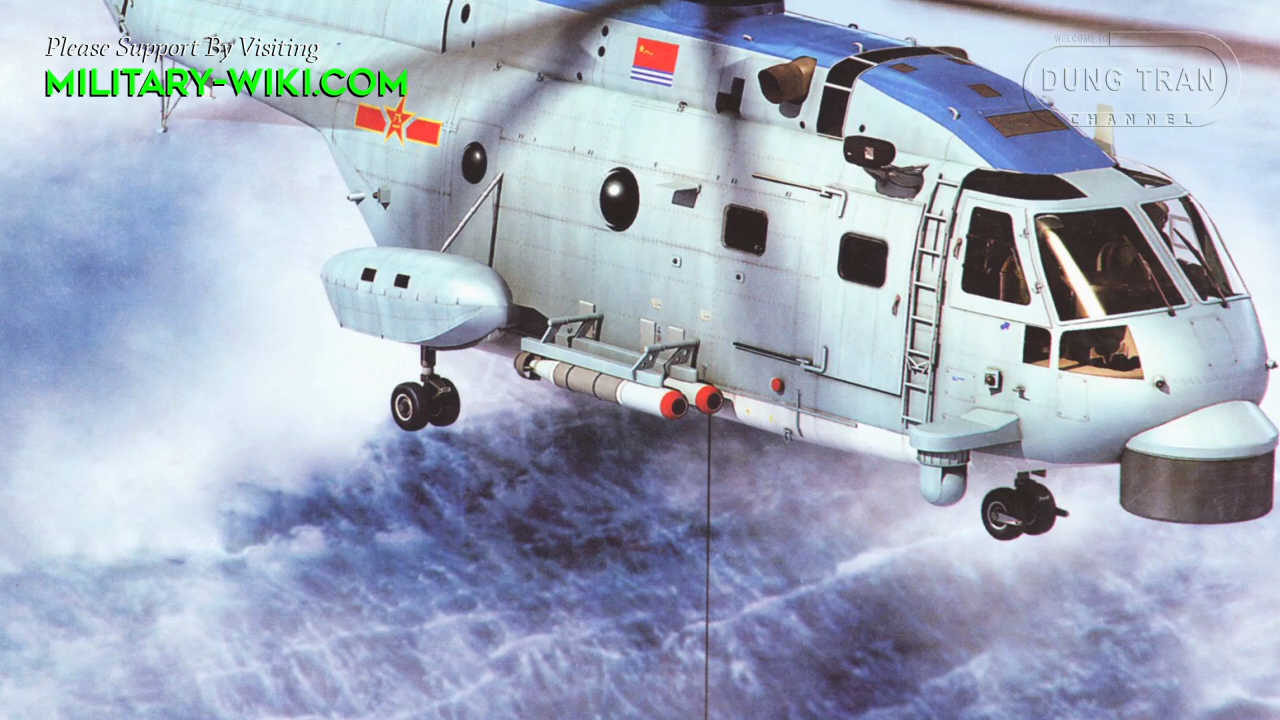 Please Support By Visiting
MILITARY-WIKI.COM
WELCOME TO
DUNG TRAN
CHANNEL